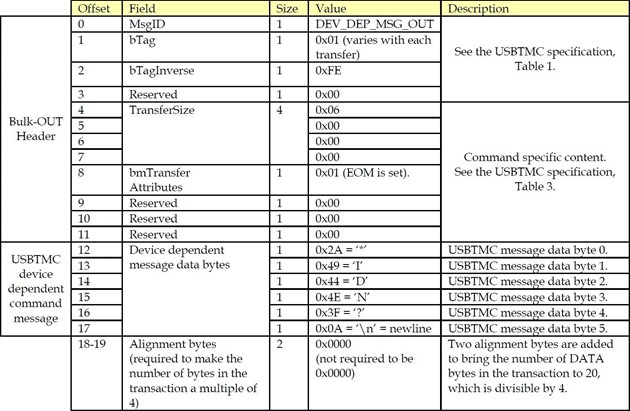 Offset Field Size Value Description
Bulk-OUT Header
0 MsgID 1 DEV_DEP_MSG_OUT See the USBTMC specification, Table 1.
1 bTag 1 0x01 (varies with each transfer)
2 bTagInverse 1 0xFE
3 Reserved 1 0x00
4 TransferSize 4 0x06 Command specific content. See the USBTMC specification, Table 3.
5 0x00
6 0x00
7 0x00
8 bmTransfer Attributes 1 0x01 (EOM is set).
9 Reserved 1 0x00
10 Reserved 1 0x00
11 Reserved 1 0x00
USBTMC device dependent command message
12 Device dependent message data bytes 1 0x2A = ‘*’ USBTMC message data byte 0.
13 1 0x49 = ‘I’ USBTMC message data byte 1.
14 1 0x44 = ‘D’ USBTMC message data byte 2.
15 1 0x4E = ‘N’ USBTMC message data byte 3.
16 1 0x3F = ‘?’ USBTMC message data byte 4.
17 1 0x0A = ‘\n’ = newline USBTMC message data byte 5.
18-19 Alignment bytes (required to make the number of bytes in the transaction a multiple of 4) 2 0x0000 (not required to be 0x0000) Two alignment bytes are added to bring the number of DATA bytes in the transaction to 20, which is divisible by 4.